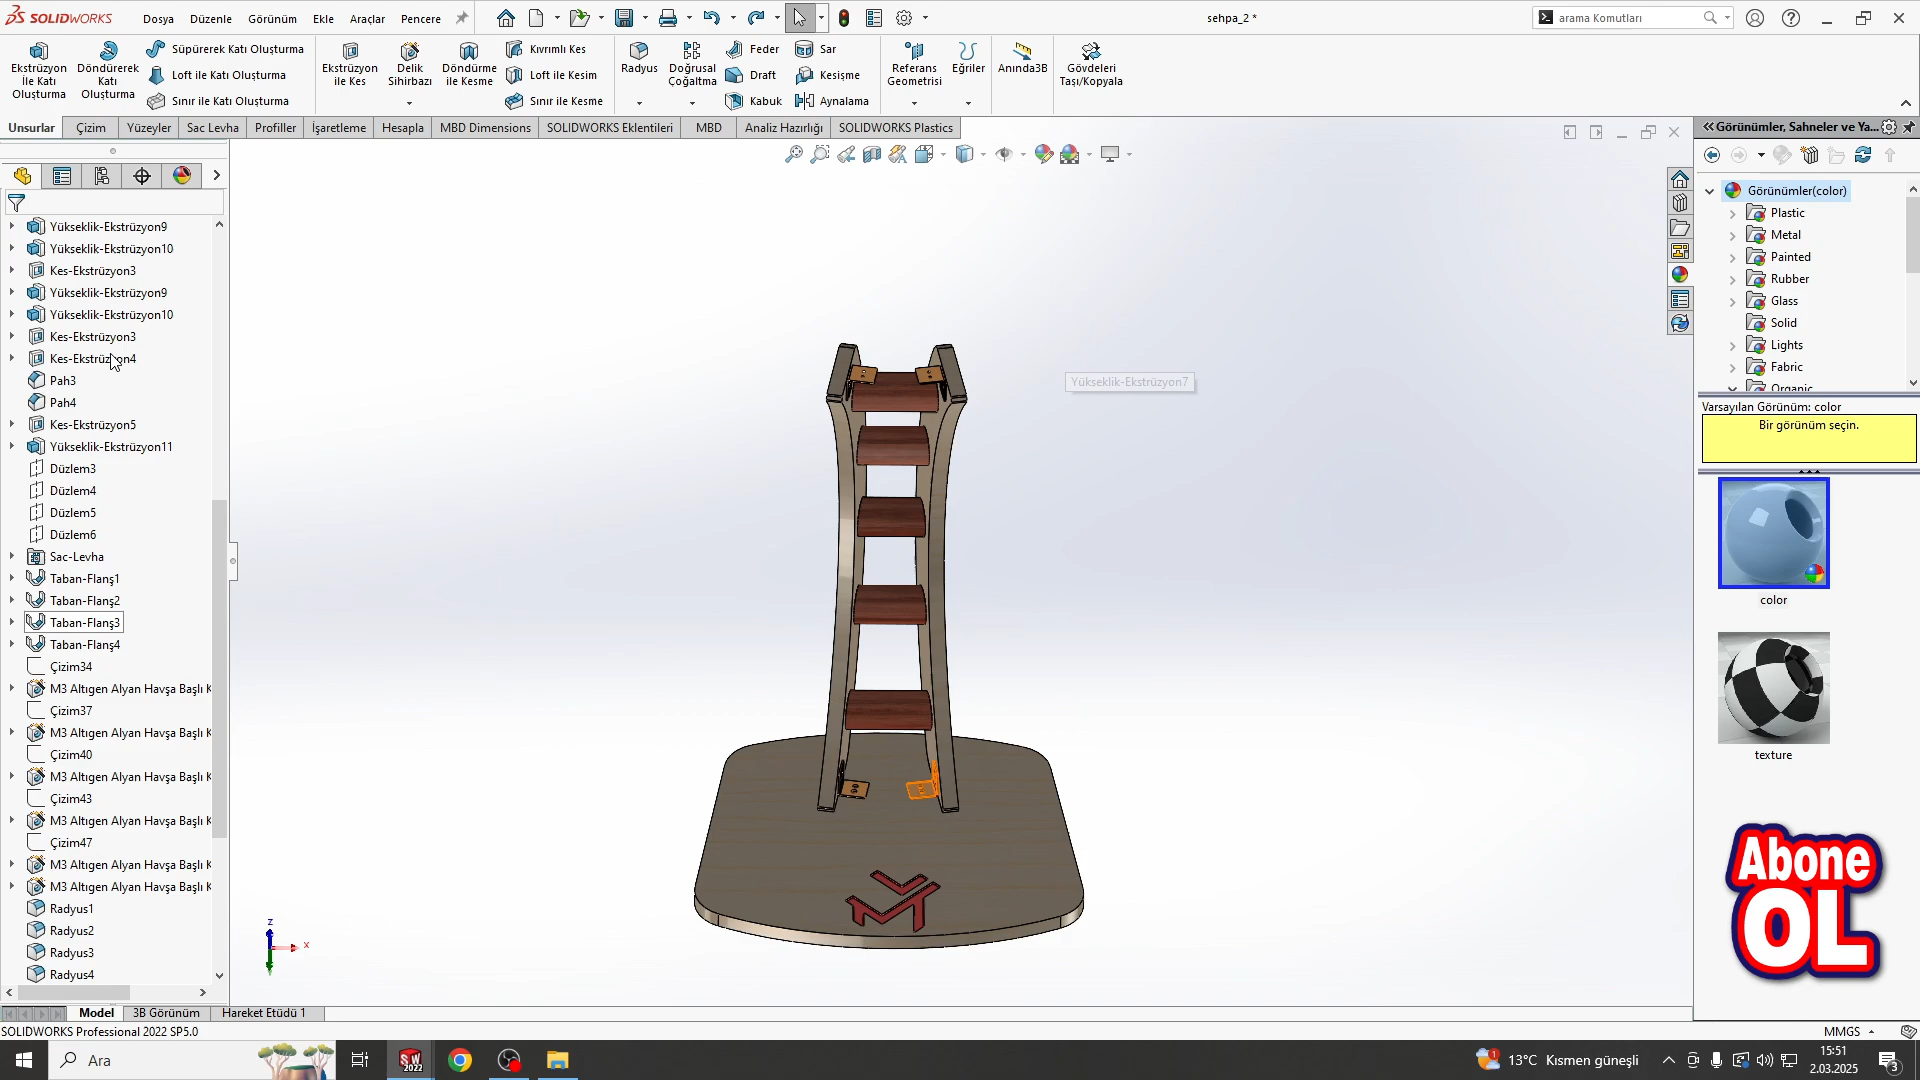 SOLIDWORKS Dosya Düzenle Görünüm Ekle Araçlar Pencere sehpa_2 * arama Komutları
Ekstrüzyon İle Katı Oluşturma
Döndürerek Katı Oluşturma
Süpürerek Katı Oluşturma
Loft ile Katı Oluşturma
Sınır ile Katı Oluşturma
Ekstrüzyon ile Kes
Delik Sihirbazı
Döndürme ile Kesme
Kıvrımlı Kes
Loft ile Kesim
Sınır ile Kesme
Radyus
Doğrusal Çoğaltma
Feder
Draft
Kabuk
Sar
Kesişme
Aynalama
Referans Geometrisi
Eğriler
Anında3B
Gövdeleri Taşı/Kopyala
Unsurlar Çizim Yüzeyler Sac Levha Profiller İşaretleme Hesapla MBD Dimensions SOLIDWORKS Eklentileri MBD Analiz Hazırlığı SOLIDWORKS Plastics
Yükseklik-Ekstrüzyon9
Yükseklik-Ekstrüzyon10
Kes-Ekstrüzyon3
Yükseklik-Ekstrüzyon9
Yükseklik-Ekstrüzyon10
Kes-Ekstrüzyon3
Kes-Ekstrüzyon4
Pah3
Pah4
Kes-Ekstrüzyon5
Yükseklik-Ekstrüzyon11
Düzlem3
Düzlem4
Düzlem5
Düzlem6
Sac-Levha
Taban-Flanş1
Taban-Flanş2
Taban-Flanş3
Taban-Flanş4
Çizim34
M3 Altıgen Alyan Havşa Başlı K
Çizim37
M3 Altıgen Alyan Havşa Başlı K
Çizim40
M3 Altıgen Alyan Havşa Başlı K
Çizim43
M3 Altıgen Alyan Havşa Başlı K
Çizim47
M3 Altıgen Alyan Havşa Başlı K
M3 Altıgen Alyan Havşa Başlı K
Radyus1
Radyus2
Radyus3
Radyus4
Yükseklik-Ekstrüzyon7
z
x
Görünümler, Sahneler ve Ya...
Görünümler(color)
Plastic
Metal
Painted
Rubber
Glass
Solid
Lights
Fabric
Organic
Varsayılan Görünüm: color
Bir görünüm seçin.
color
texture
Abone
OL
Model 3B Görünüm Hareket Etüdü 1
SOLIDWORKS Professional 2022 SP5.0 MMGS
Ara
SW
2022
1
13°C Kısmen güneşli
15:51
2.03.2025
3